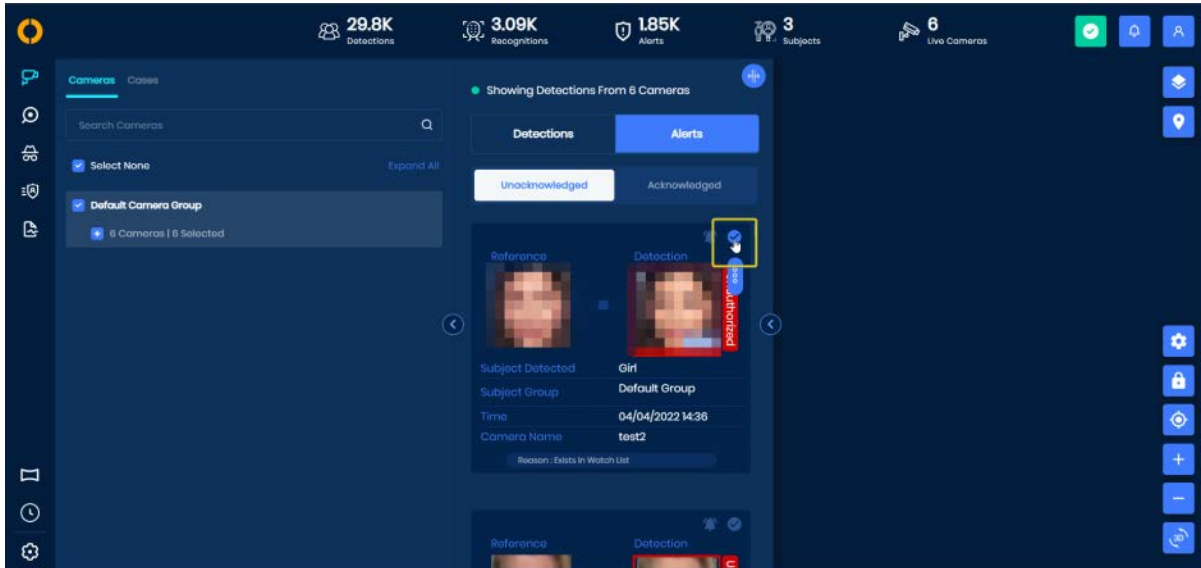 29.8K
Detections
3.09K
Recognitions
1.85K
Alerts
3
Subjects
6
Live Cameras
Cameras Cases
Search Cameras
Select None Expand All
Default Camera Group
6 Cameras | 6 Selected
Showing Detections From 6 Cameras
Detections Alerts
Unacknowledged Acknowledged
Reference Detection
Subject Detected Girl
Subject Group Default Group
Time 04/04/2022 14:36
Camera Name test2
Reason : Exists In Watch List
Reference Detection
3D